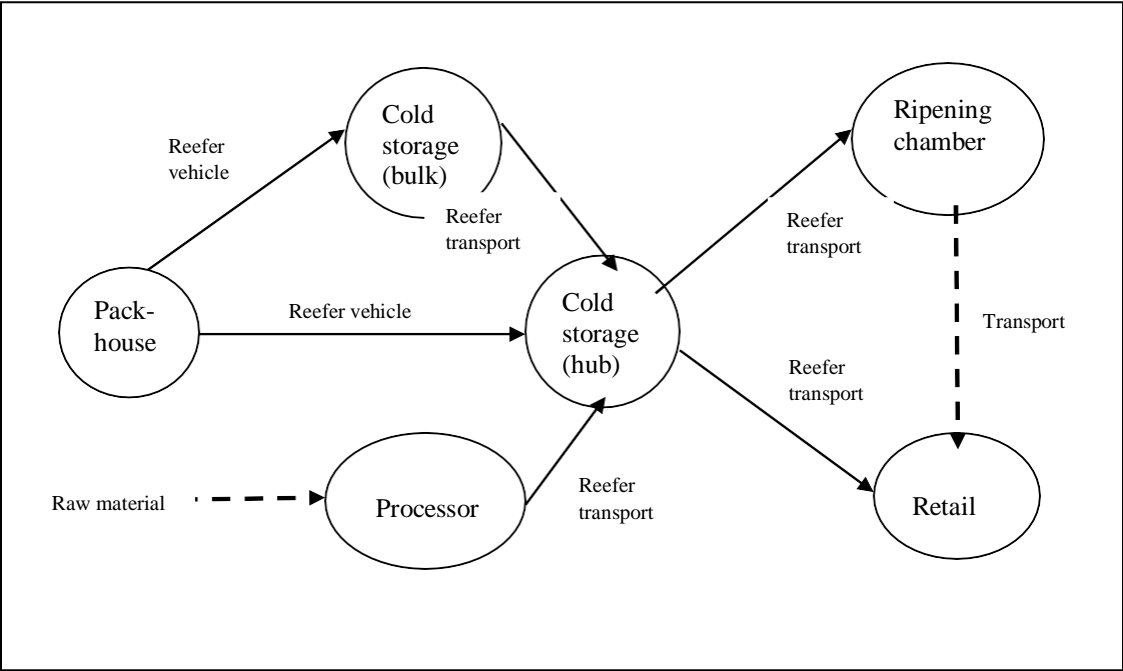 Cold
storage
(bulk)
Ripening
chamber
Reefer
vehicle
Reefer
transport
Reefer
transport
Pack-
house
Reefer vehicle
Cold
storage
(hub)
Transport
Reefer
transport
Raw material
Processor
Reefer
transport
Retail